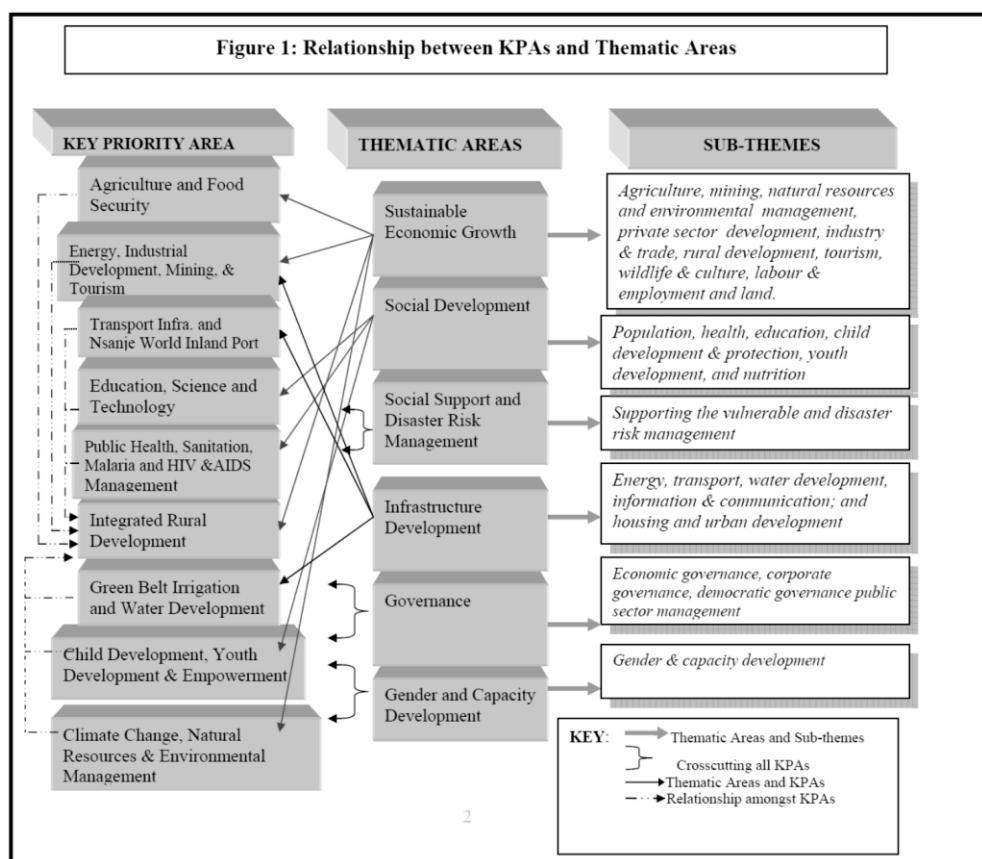 Figure 1: Relationship between KPAs and Thematic Areas
KEY PRIORITY AREA
Agriculture and Food
Security
Energy, Industrial
Development, Mining, &
Tourism
Transport Infra. and
Nsanje World Inland Port
Education, Science and
Technology
Public Health, Sanitation,
Malaria and HIV &AIDS
Management
Integrated Rural
Development
Green Belt Irrigation
and Water Development
Child Development, Youth
Development & Empowerment
Climate Change, Natural
Resources & Environmental
Management
THEMATIC AREAS
Sustainable
Economic Growth
Social Development
Social Support and
Disaster Risk
Management
Infrastructure
Development
Governance
Gender and Capacity
Development
SUB-THEMES
Agriculture, mining, natural resources
and environmental management,
private sector development, industry
& trade, rural development, tourism,
wildlife & culture, labour &
employment and land.
Population, health, education, child
development & protection, youth
development, and nutrition
Supporting the vulnerable and disaster
risk management
Energy, transport, water development,
information & communication; and
housing and urban development
Economic governance, corporate
governance, democratic governance public
sector management
Gender & capacity development
KEY:
Thematic Areas and Sub-themes
Crosscutting all KPAs
Thematic Areas and KPAs
Relationship amongst KPAs
2